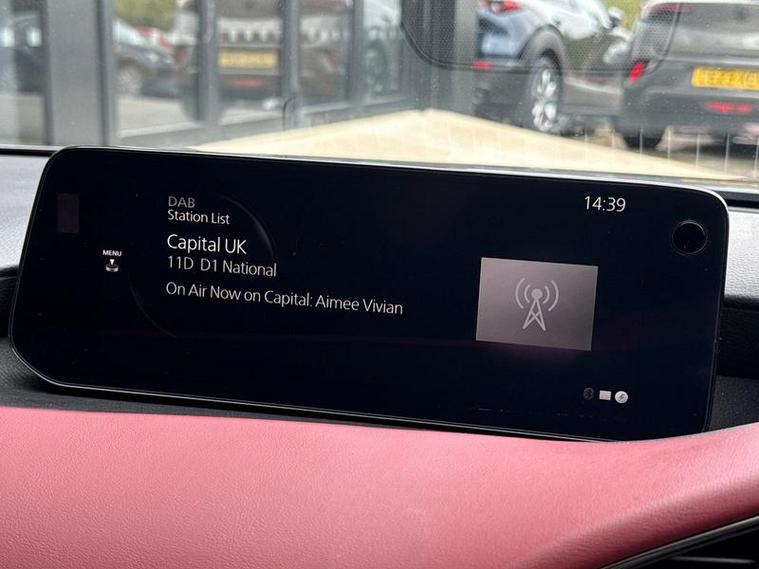 DAB
14:39
Station List
Capital UK
MENU
11D D1 National
On Air Now on Capital: Aimee Vivian